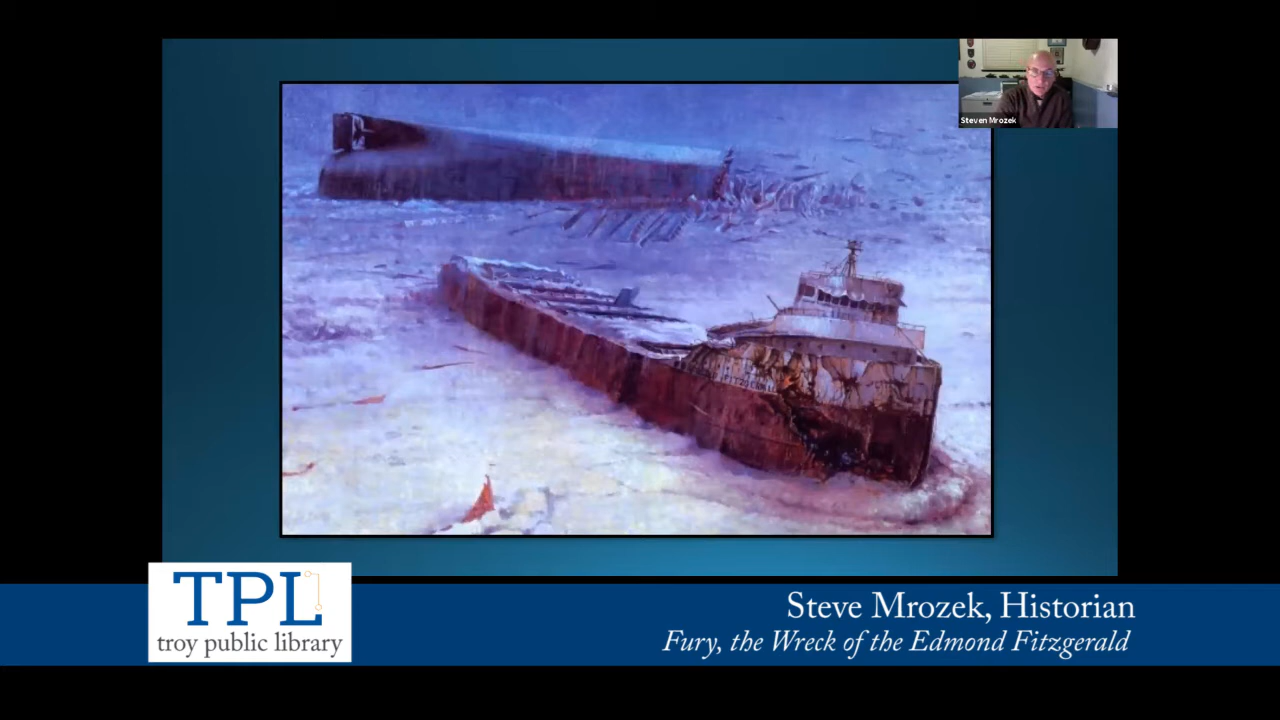 Steven Mrozek
TPL
troy public library
Steve Mrozek, Historian
Fury, the Wreck of the Edmond Fitzgerald